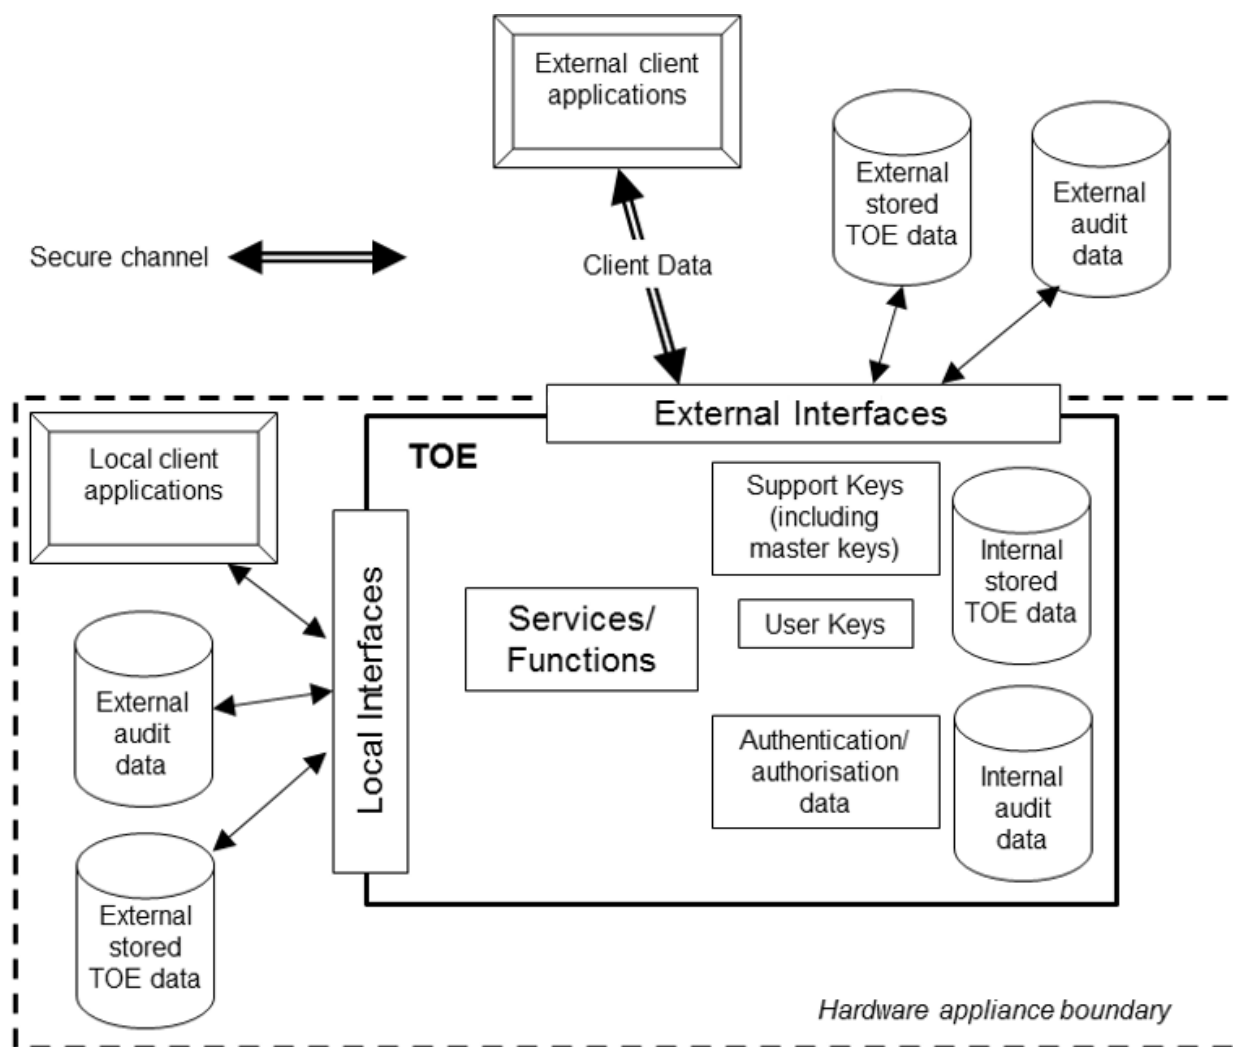 External client
applications
External
stored
TOE data
External
audit
data
Secure channel
Client Data
External Interfaces
TOE
Local client
applications
Support Keys
(including
master keys)
Internal
stored
TOE data
Local Interfaces
Services/
Functions
User Keys
External
audit
data
Authentication/
authorisation
data
Internal
audit
data
External
stored
TOE data
Hardware appliance boundary